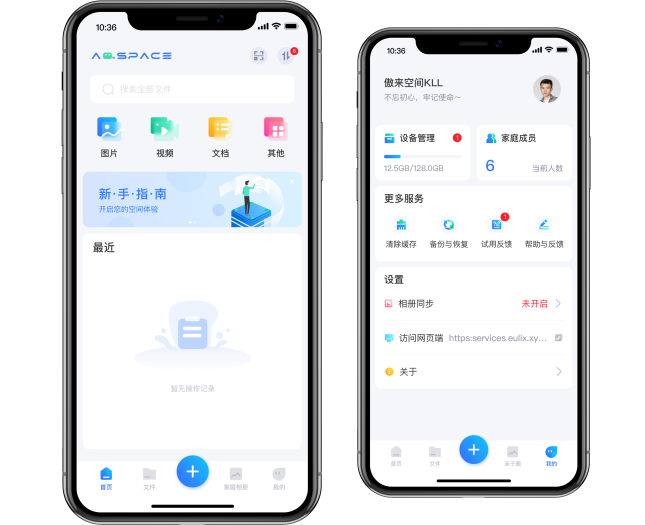 10:36
AO.SPACE
6
搜索全部文件
图片
视频
文档
其他
新·手·指·南
开启您的空间体验
最近
暂无操作记录
首页
文件
家庭相册
我的
10:36
傲来空间KLL
不忘初心，牢记使命～
设备管理
1
12.5GB/128.0GB
家庭成员
6
当前人数
更多服务
1
清除缓存
备份与恢复
试用反馈
帮助与反馈
设置
相册同步
未开启
访问网页端
https:services.eulix.xy...
关于
首页
文件
亲子圈
我的